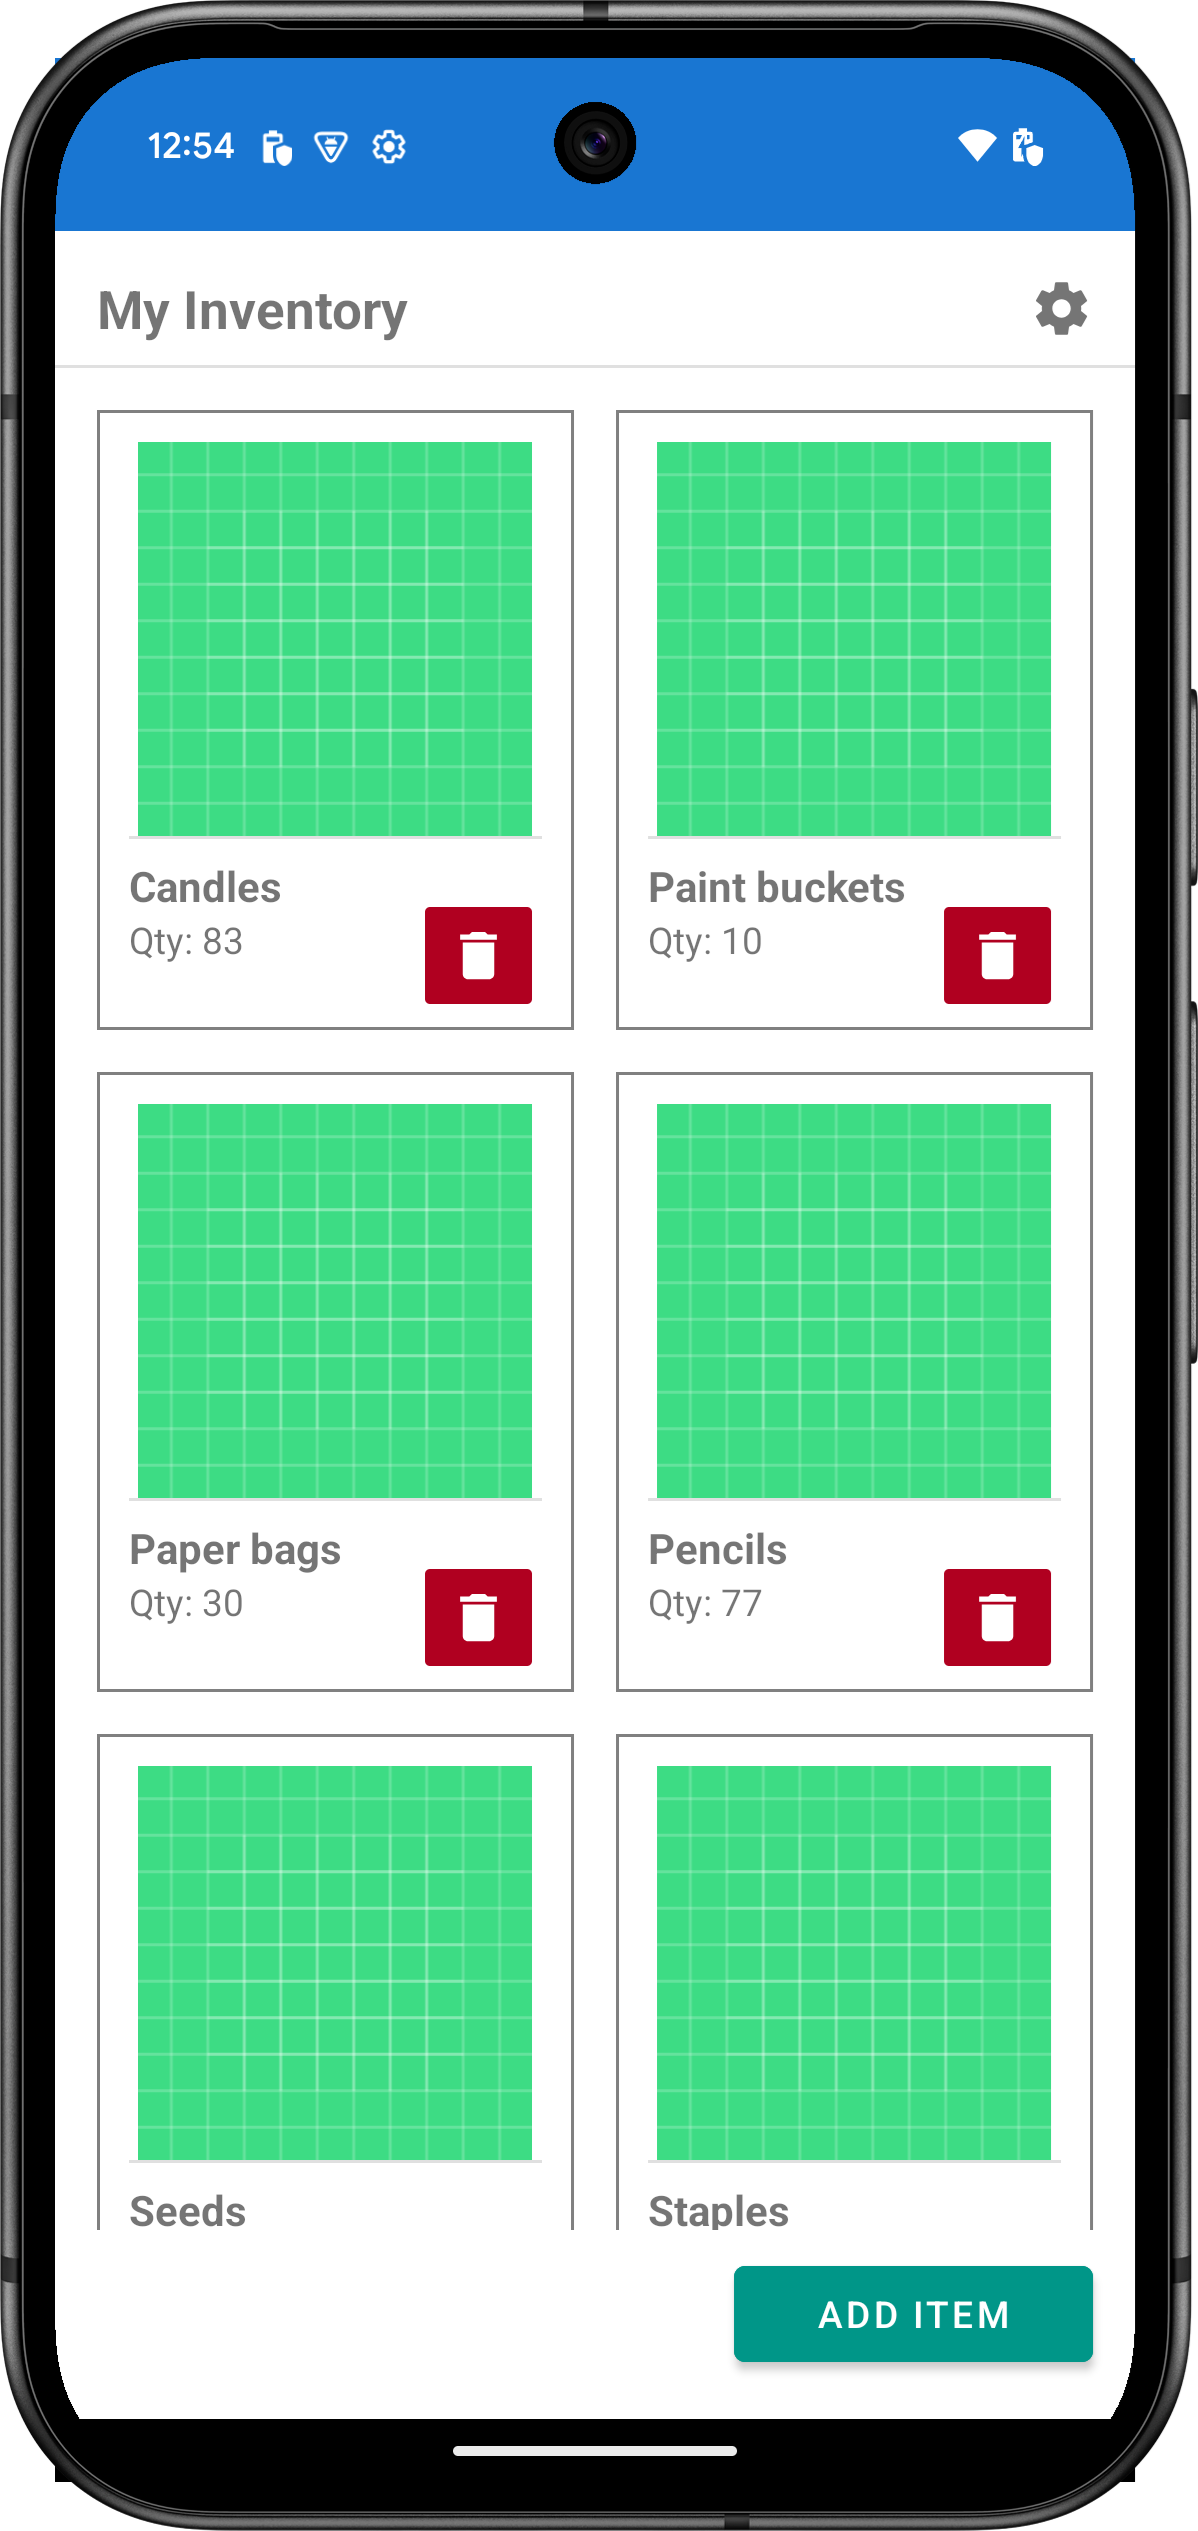 12:54
My Inventory
Candles
Qty: 83
Paint buckets
Qty: 10
Paper bags
Qty: 30
Pencils
Qty: 77
Seeds
Staples
ADD ITEM